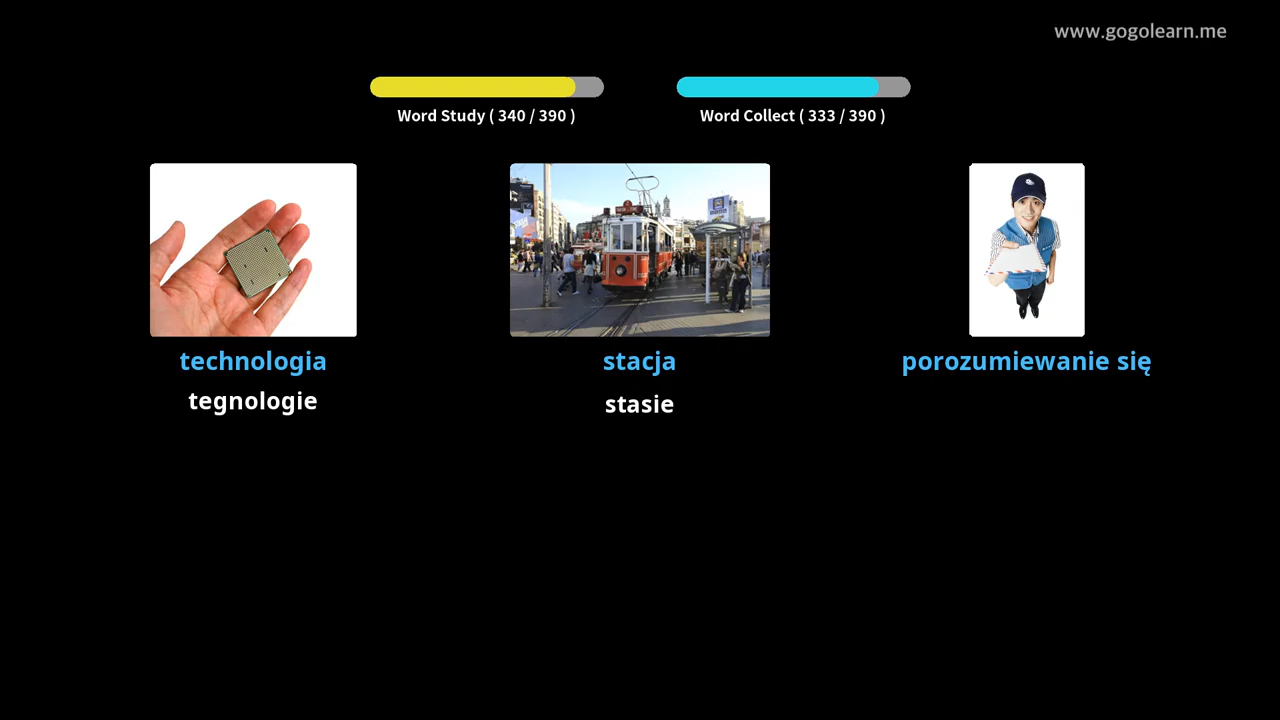 www.gogolearn.me
Word Study ( 340 / 390 )
Word Collect ( 333 / 390 )
technologia
stacja
porozumiewanie się
tegnologie
stasie